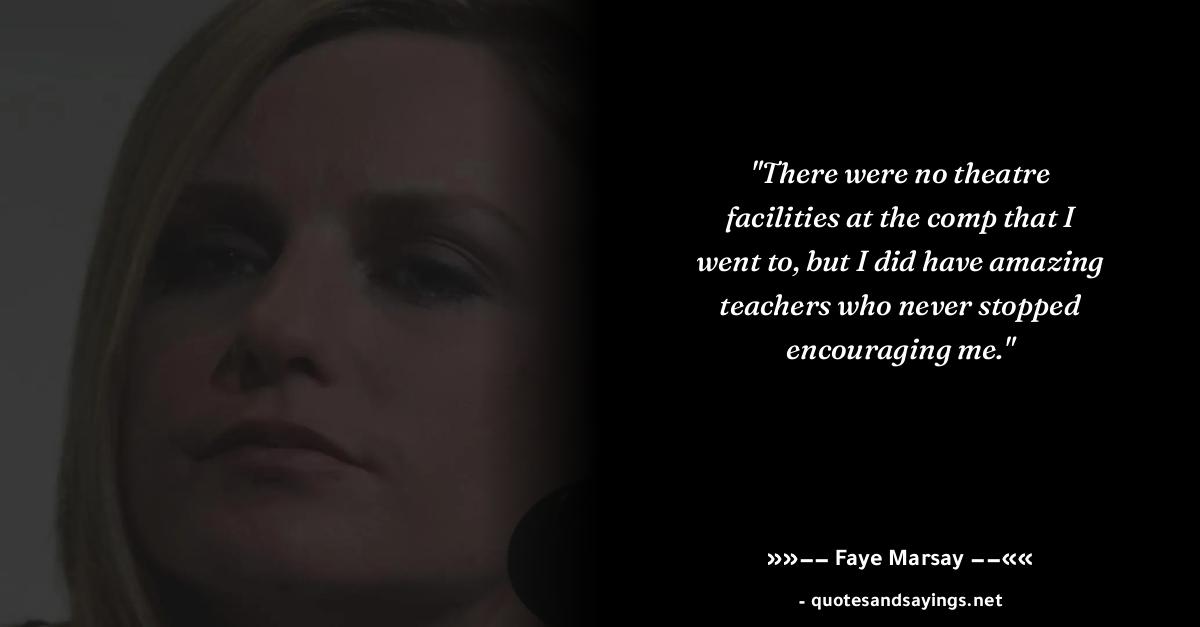 "There were no theatre
facilities at the comp that I
went to, but I did have amazing
teachers who never stopped
encouraging me."
»»—— Faye Marsay ——««
- quotesandsayings.net